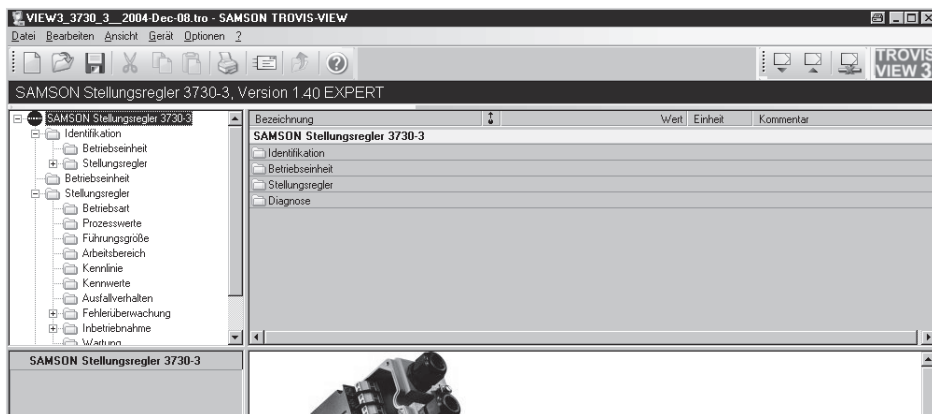 VIEW3_3730_3__2004-Dec-08.tro - SAMSON TROVIS-VIEW
Datei Bearbeiten Ansicht Gerät Optionen ?
TROVIS
VIEW 3
SAMSON Stellungsregler 3730-3, Version 1.40 EXPERT
SAMSON Stellungsregler 3730-3
Identifikation
Betriebseinheit
Stellungsregler
Betriebseinheit
Stellungsregler
Betriebsart
Prozesswerte
Führungsgröße
Arbeitsbereich
Kennlinie
Kennwerte
Ausfallverhalten
Fehlerüberwachung
Inbetriebnahme
Wartung
Bezeichnung Wert Einheit Kommentar
SAMSON Stellungsregler 3730-3
Identifikation
Betriebseinheit
Stellungsregler
Diagnose
SAMSON Stellungsregler 3730-3